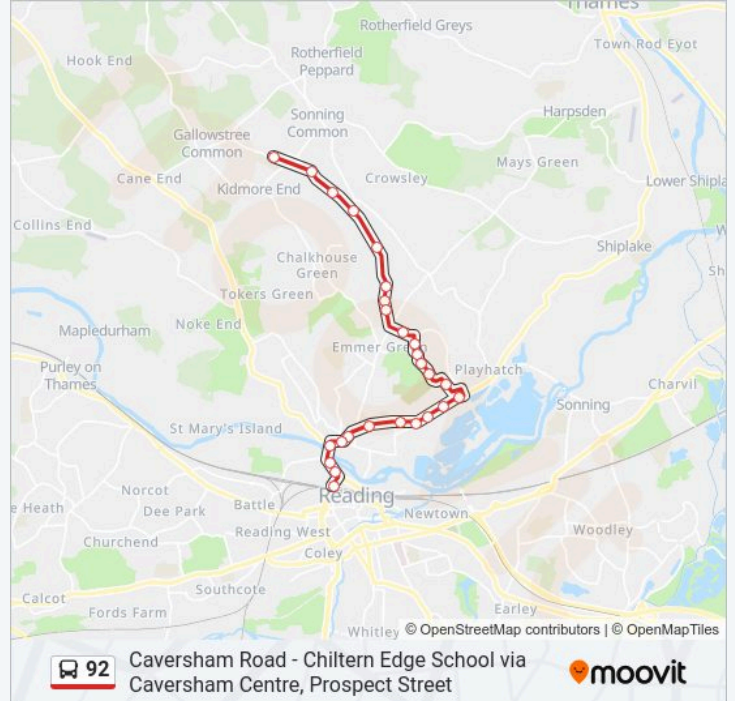 Thames
Rotherfield Greys
Town Rod Eyot
Hook End
Rotherfield
Peppard
Harpsden
Sonning
Common
Gallowstree
Common
Mays Green
Cane End
Crowsley
Kidmore End
Lower Shipla
Collins End
Shiplake
Chalkhouse
Green
Sh
Tokers Green
Noke End
Mapledurham
Emmer Green
Purley on
Thames
Playhatch
Charvil
Sonning
St Mary's Island
Reading
Norcot
e Heath
Dee Park
Battle
Newtown
Reading West
Woodley
Churchend
Coley
Southcote
Calcot
Earley
Fords Farm
Whitley
© OpenStreetMap contributors | © OpenMapTiles
92
Caversham Road - Chiltern Edge School via
Caversham Centre, Prospect Street
moovit